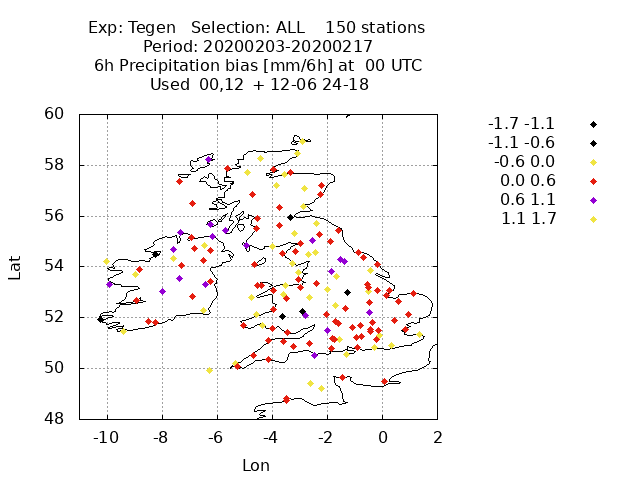 Exp: Tegen Selection: ALL 150 stations
Period: 20200203-20200217
6h Precipitation bias [mm/6h] at 00 UTC
Used 00,12 + 12-06 24-18
-1.7 -1.1
-1.1 -0.6
-0.6 0.0
0.0 0.6
0.6 1.1
1.1 1.7
60
58
56
54
52
50
48
Lat
-10 -8 -6 -4 -2 0 2
Lon